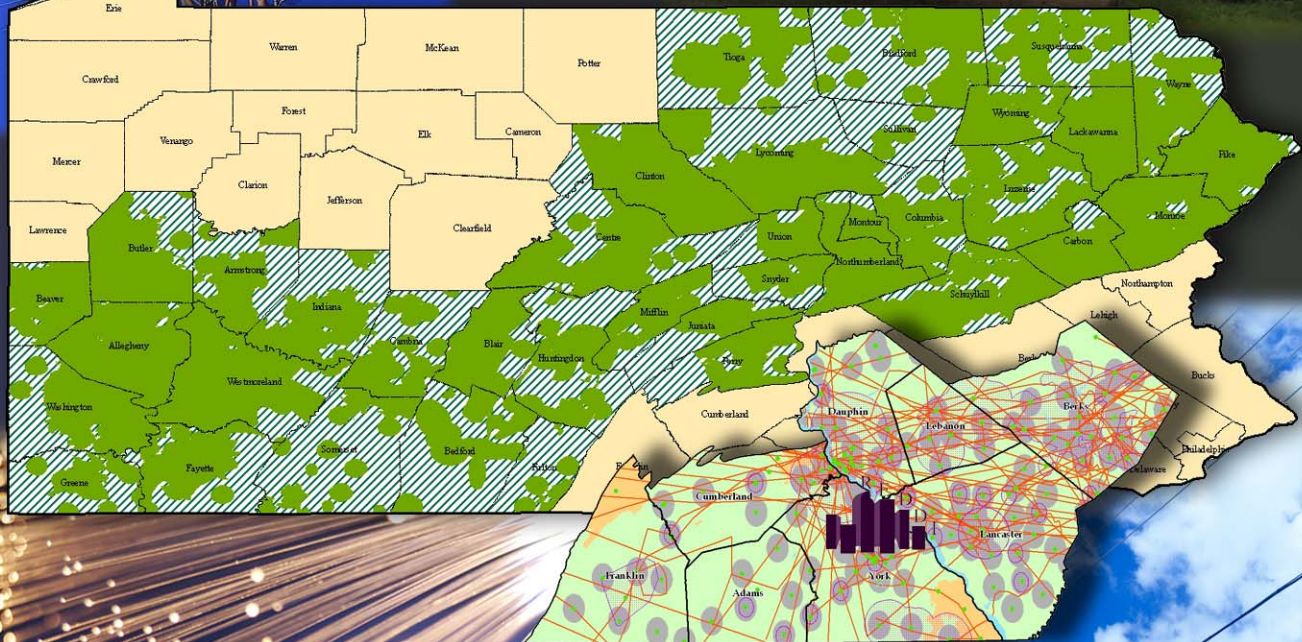 Erie
Warren
McKean
Potter
Tioga
Bradford
Susquehanna
Wayne
Crawford
Forest
Elk
Cameron
Venango
Mercer
Clarion
Jefferson
Clearfield
Lawrence
Clinton
Lycoming
Sullivan
Wyoming
Lackawanna
Pike
Luzerne
Monroe
Butler
Armstrong
Indiana
Centre
Union
Montour
Columbia
Carbon
Northumberland
Snyder
Schuylkill
Northampton
Lehigh
Beaver
Allegheny
Westmoreland
Cambria
Blair
Huntingdon
Mifflin
Juniata
Perry
Bucks
Washington
Cumberland
Philadelphia
Delaware
Greene
Fayette
Somerset
Bedford
Fulton
Dauphin
Lebanon
Berks
Cumberland
Lancaster
Franklin
Adams
York